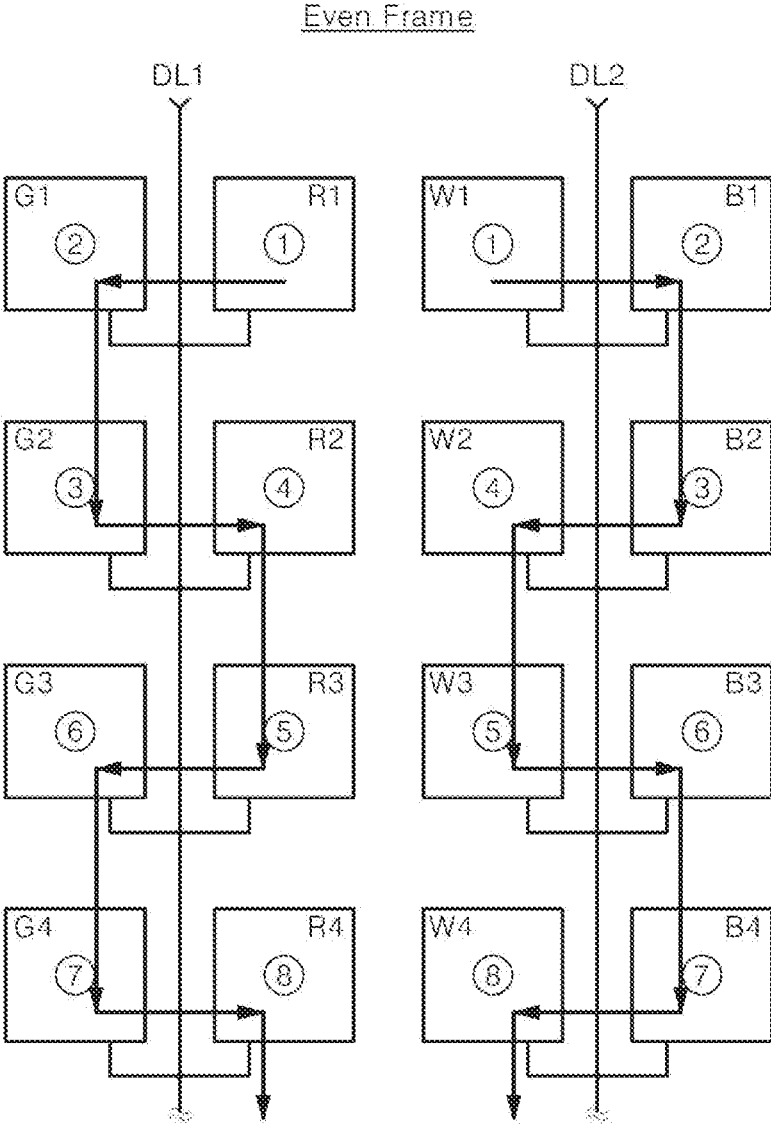 Even Frame
DL1 DL2
G1 R1 W1 B1
② ① ① ②
G2 R2 W2 B2
③ ④ ④ ③
G3 R3 W3 B3
⑥ ⑤ ⑤ ⑥
G4 R4 W4 B4
⑦ ⑧ ⑧ ⑦